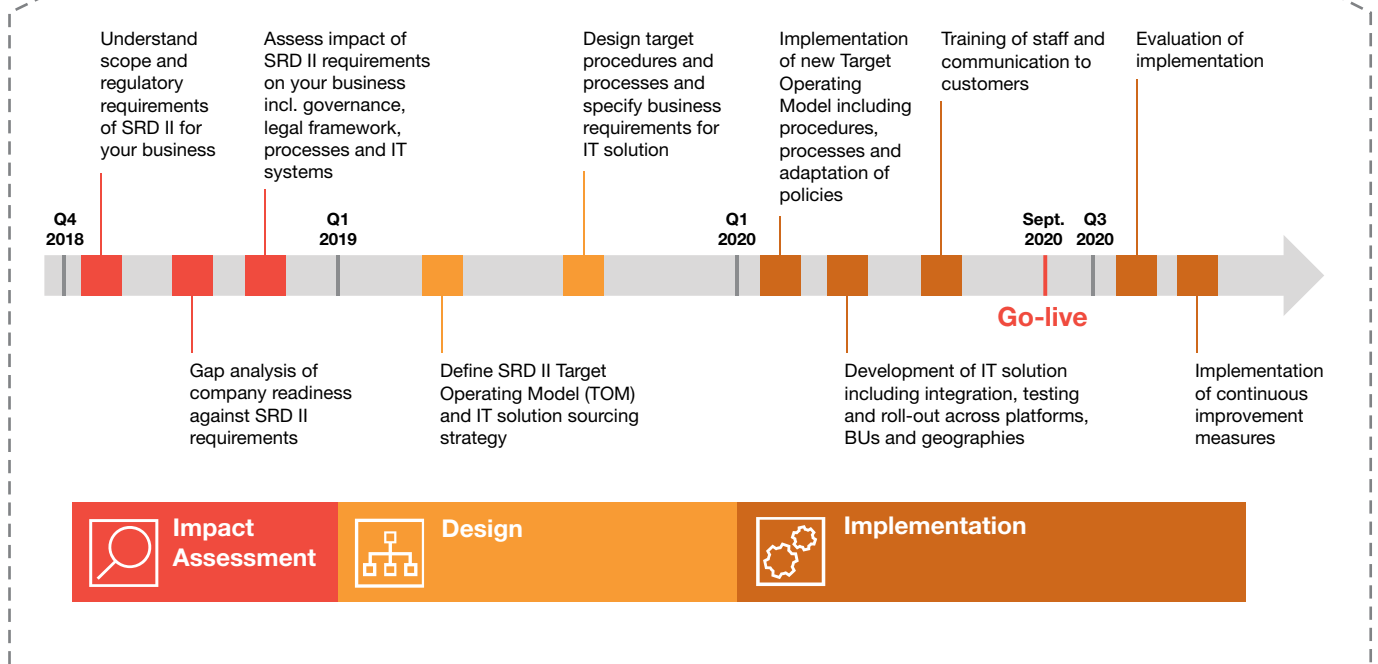 Understand
scope and
regulatory
requirements
of SRD II for
your business
Assess impact of
SRD II requirements
on your business
incl. governance,
legal framework,
processes and IT
systems
Design target
procedures and
processes and
specify business
requirements for
IT solution
Implementation
of new Target
Operating
Model including
procedures,
processes and
adaptation of
policies
Training of staff and
communication to
customers
Evaluation of
implementation
Q4
2018
Q1
2019
Q1
2020
Sept.
2020
Q3
2020
Go-live
Gap analysis of
company readiness
against SRD II
requirements
Define SRD II Target
Operating Model (TOM)
and IT solution sourcing
strategy
Development of IT solution
including integration, testing
and roll-out across platforms,
BUs and geographies
Implementation
of continuous
improvement
measures
Impact
Assessment
Design
Implementation